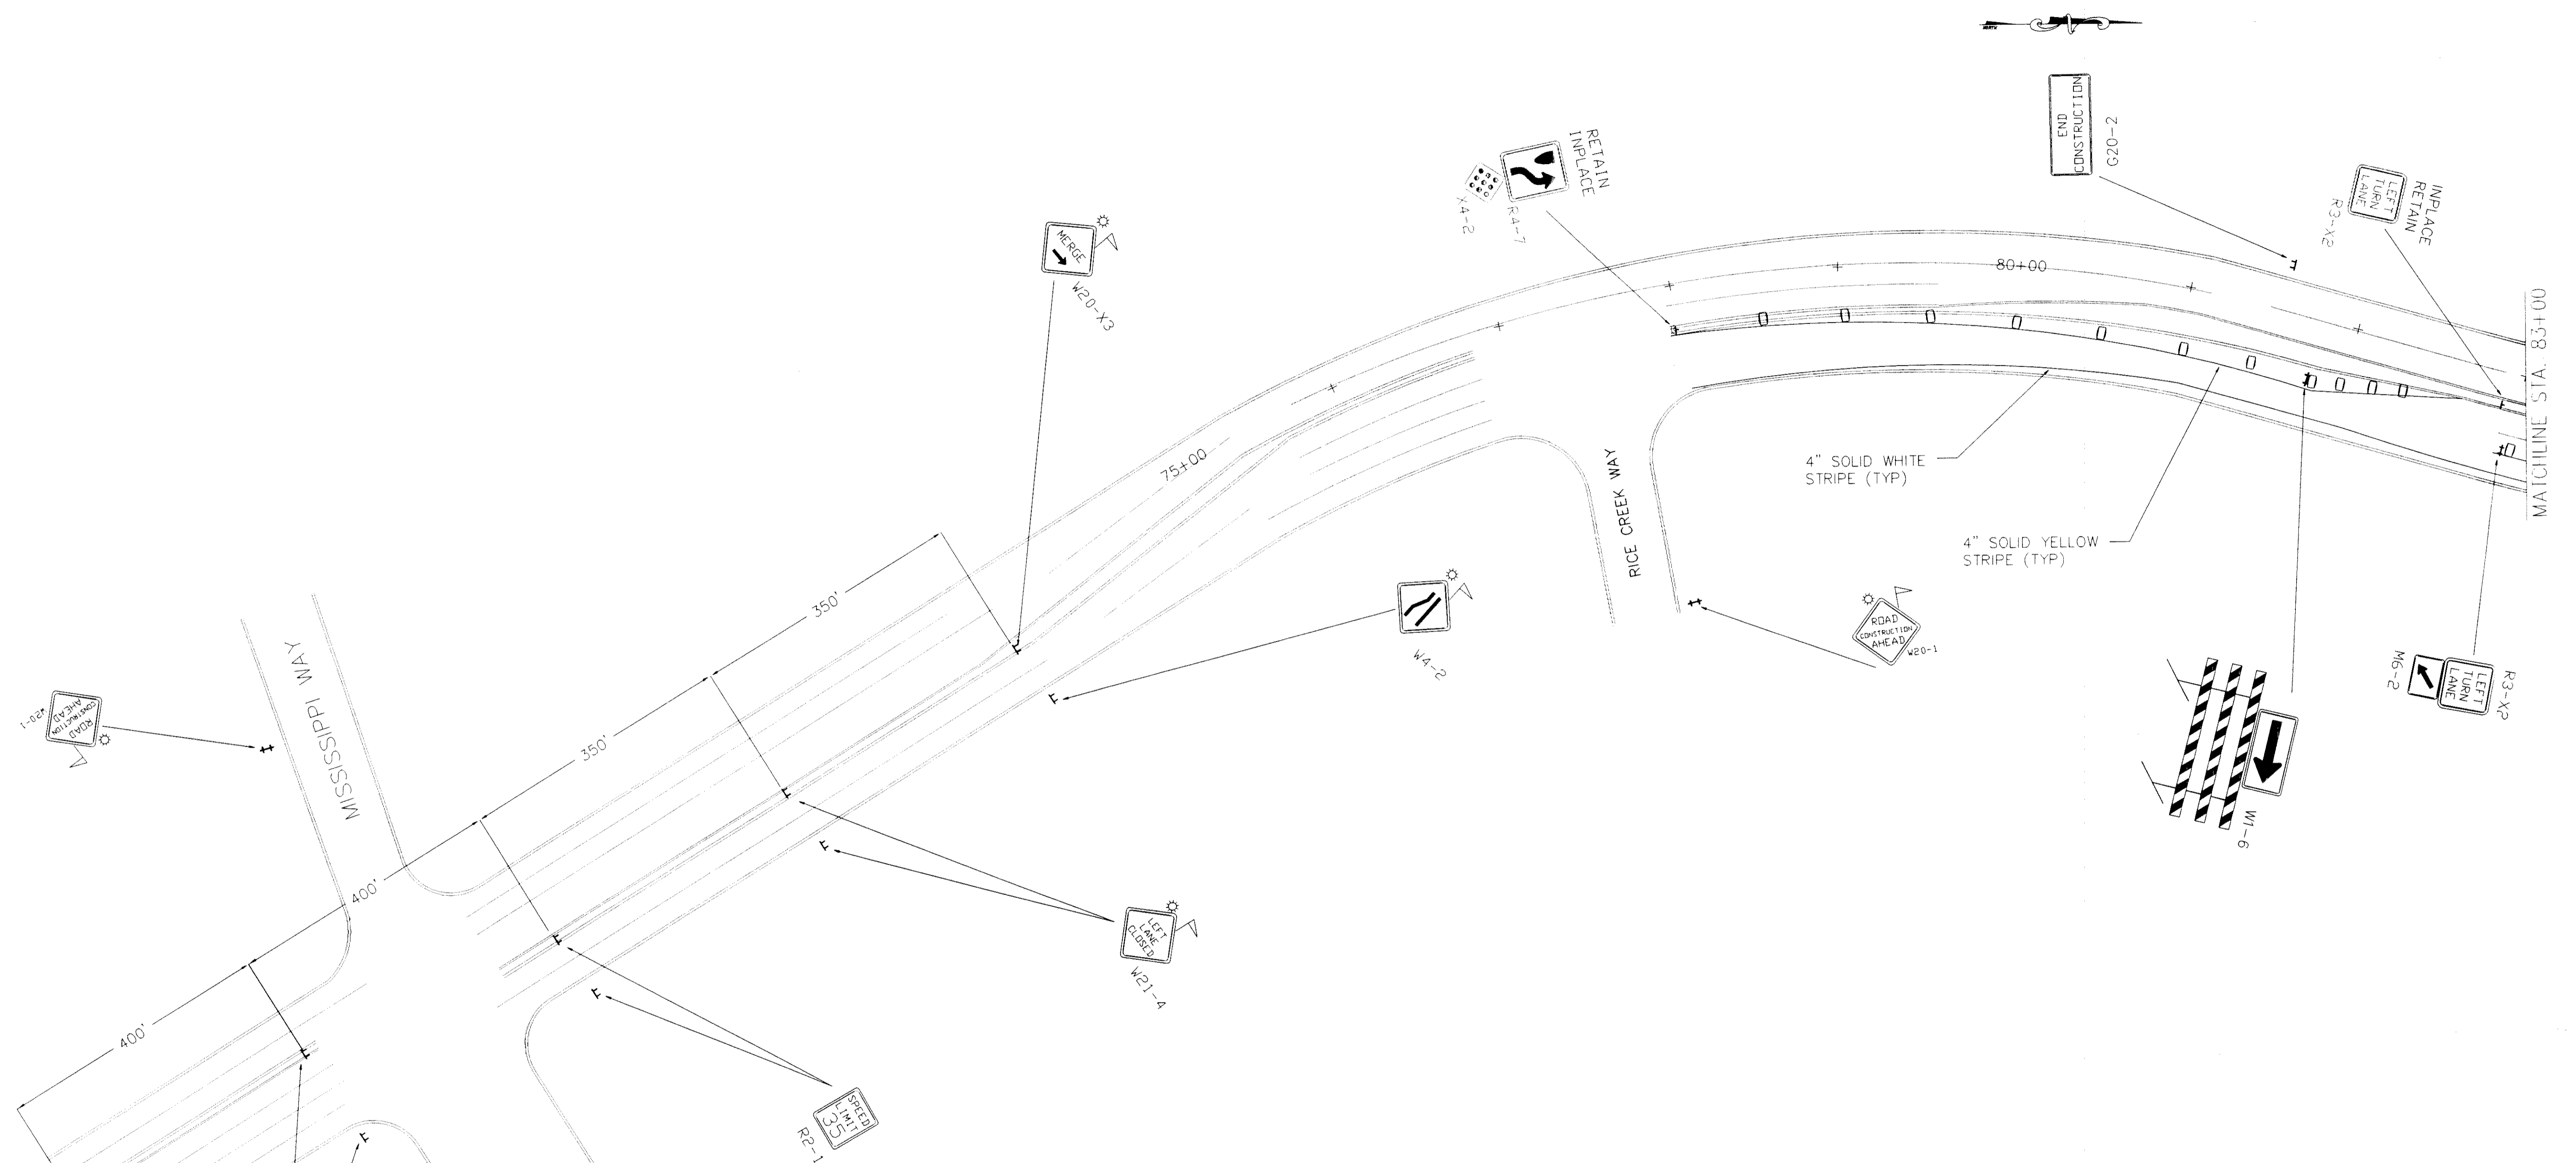 NORTH
END
CONSTRUCTION
G20-2
RETAIN
INPLACE
R4-7
X4-2
INPLACE
RETAIN
LEFT
TURN
LANE
R3-X2
MERGE
W20-X3
80+00
MATCHLINE STA. 83+00
75+00
4" SOLID WHITE
STRIPE (TYP)
RICE CREEK WAY
4" SOLID YELLOW
STRIPE (TYP)
350'
W4-2
ROAD
CONSTRUCTION
AHEAD
W20-1
MISSISSIPPI WAY
ROAD
CONSTRUCTION
AHEAD
W20-1
350'
M6-2
LEFT
TURN
LANE
R3-X2
W1-6
400'
LEFT
LANE
CLOSED
W21-4
400'
SPEED
LIMIT
35
R2-1